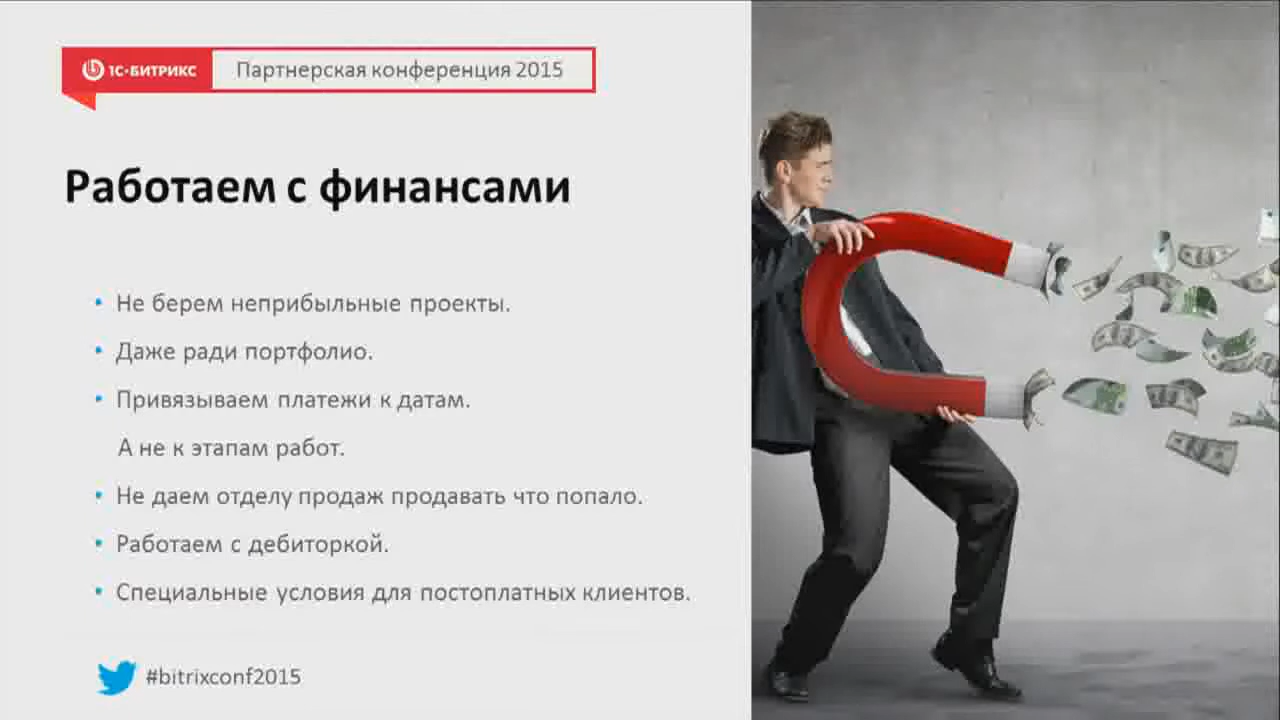 1С-БИТРИКС Партнерская конференция 2015
Работаем с финансами
• Не берем неприбыльные проекты.
• Даже ради портфолио.
• Привязываем платежи к датам.
А не к этапам работ.
• Не даем отделу продаж продавать что попало.
• Работаем с дебиторкой.
• Специальные условия для постоплатных клиентов.
#bitrixconf2015